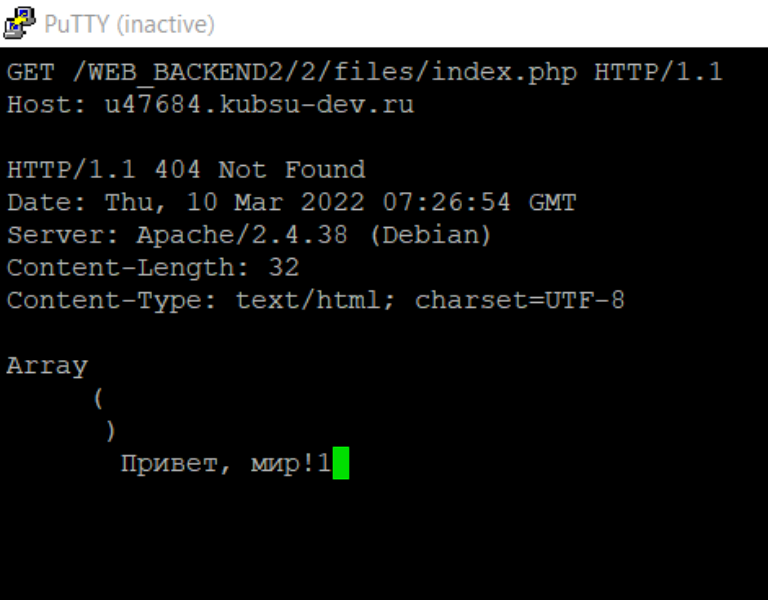 PuTTY (inactive)
GET /WEB_BACKEND2/2/files/index.php HTTP/1.1
Host: u47684.kubsu-dev.ru
HTTP/1.1 404 Not Found
Date: Thu, 10 Mar 2022 07:26:54 GMT
Server: Apache/2.4.38 (Debian)
Content-Length: 32
Content-Type: text/html; charset=UTF-8
Array
(
)
Привет, мир!1